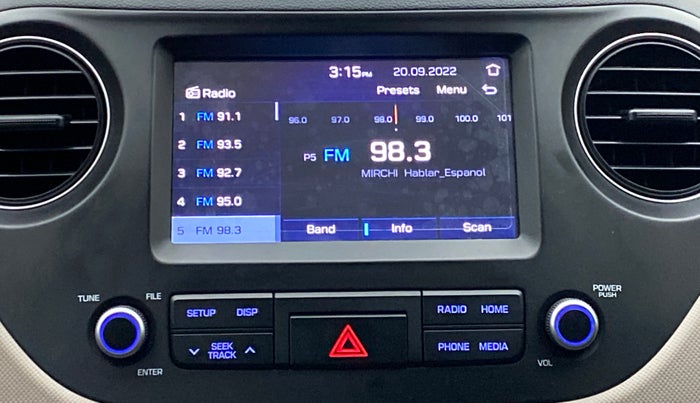 3:15PM 20.09.2022
Radio Presets Menu
1 FM 91.1
96.0 97.0 98.0 99.0 100.0 101
2 FM 93.5
P5 FM 98.3
3 FM 92.7
MIRCHI Hablar_Espanol
4 FM 95.0
5 FM 98.3
Band Info Scan
TUNE FILE
ENTER
SETUP DISP
SEEK
TRACK
RADIO HOME
PHONE MEDIA
POWER
PUSH
VOL